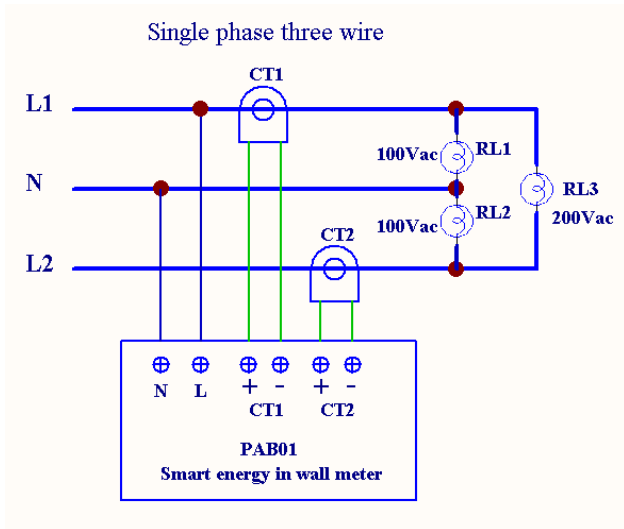 Single phase three wire
CT1
L1
100Vac RL1
N
RL3
100Vac RL2
200Vac
CT2
L2
N L + - + -
CT1 CT2
PAB01
Smart energy in wall meter